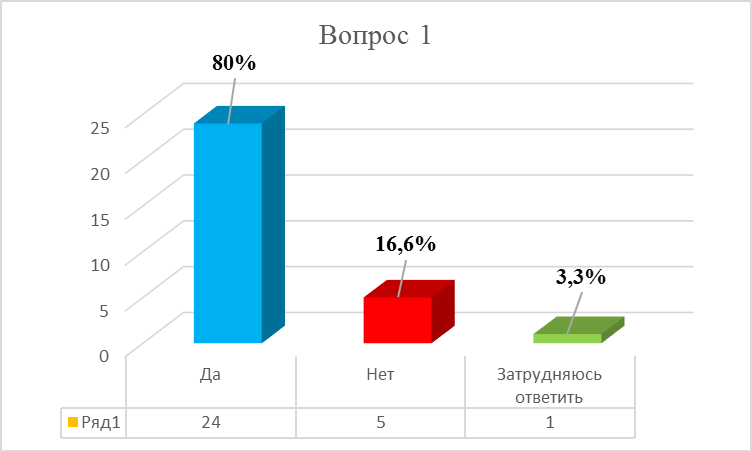 Вопрос 1
80%
16,6%
3,3%
25
20
15
10
5
0
Да
Нет
Затрудняюсь
ответить
Ряд1
24
5
1